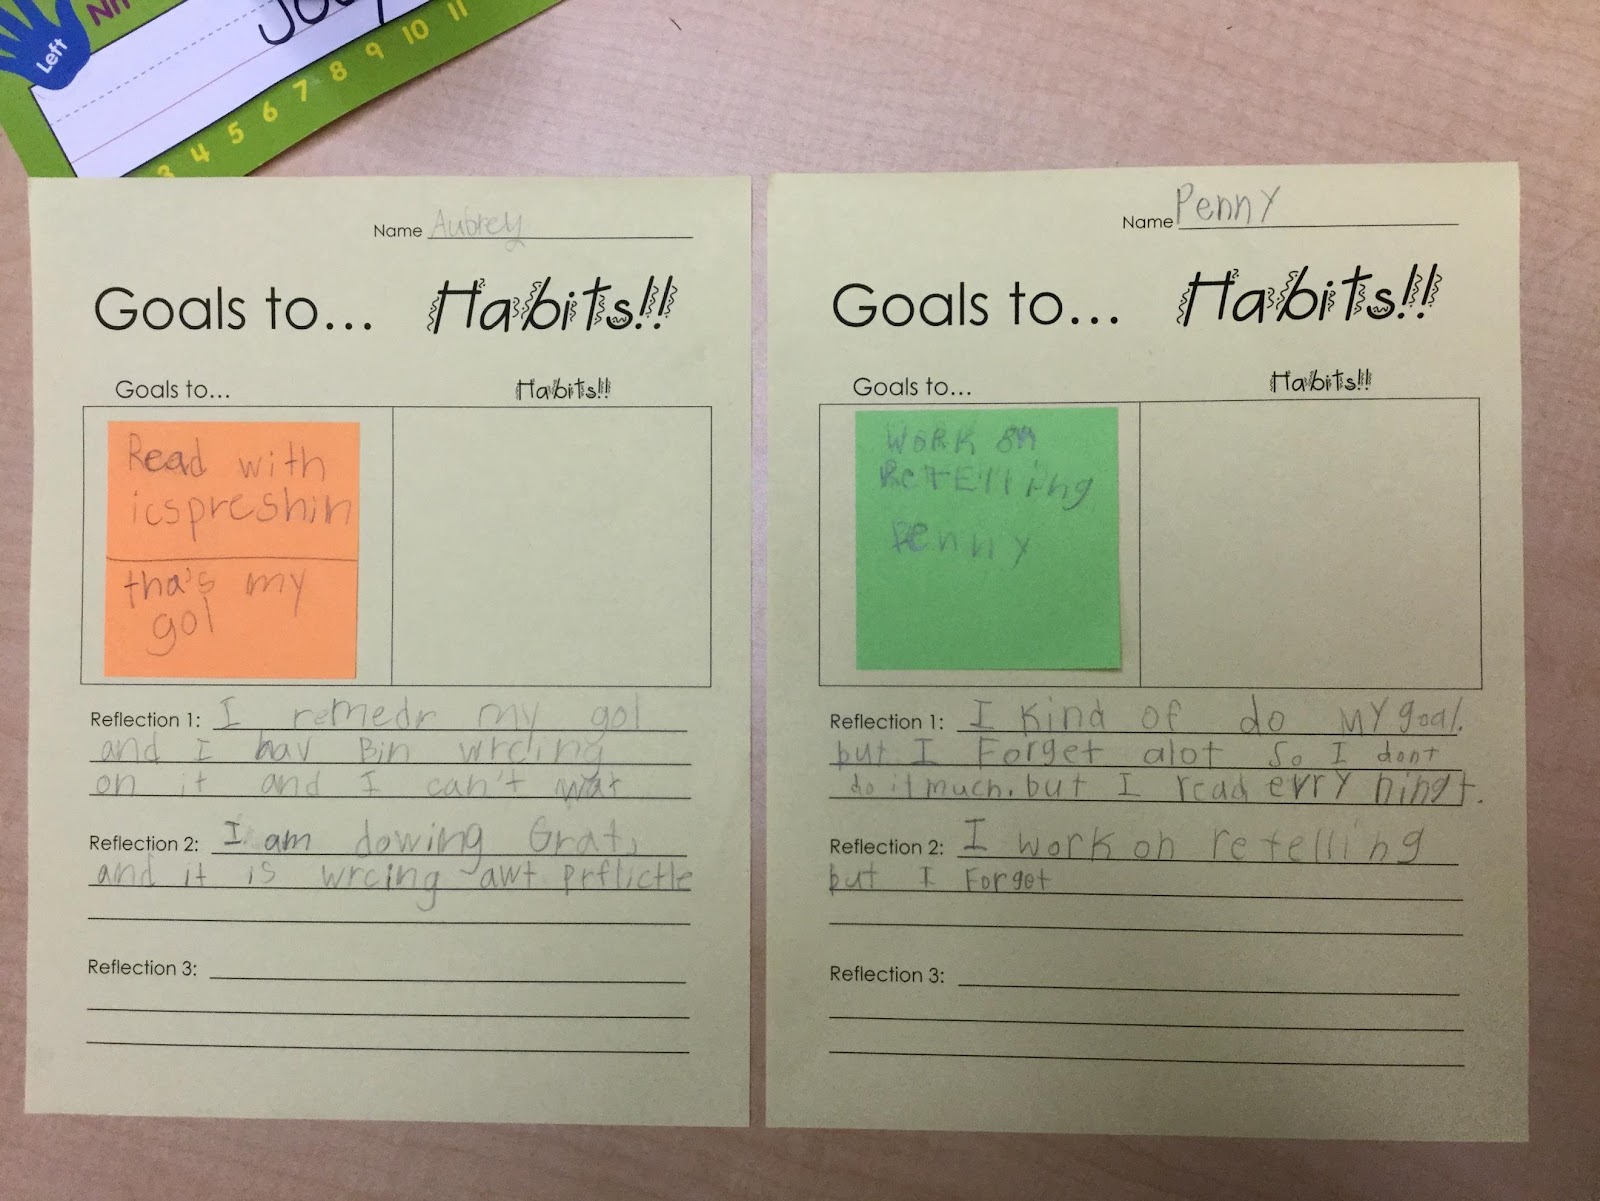 Left
3 4 5 6 7 8 9 10 11
Name Aubrey
Goals to... Habits!!
Goals to... Habits!!
Read with
icspreshin
tha's my
gol
Reflection 1: I remedr my gol
and I hav Bin wrcing
on it and I can't wat
Reflection 2: I am dowing Grat,
and it is wrcing awt prflictle
Reflection 3:
Name Penny
Goals to... Habits!!
Goals to... Habits!!
Work on
RetElling
Penny
Reflection 1: I kind of do my goal.
but I Forget alot so I dont
do it much. but I read evry ningt.
Reflection 2: I work on retelling
but I Forget
Reflection 3: